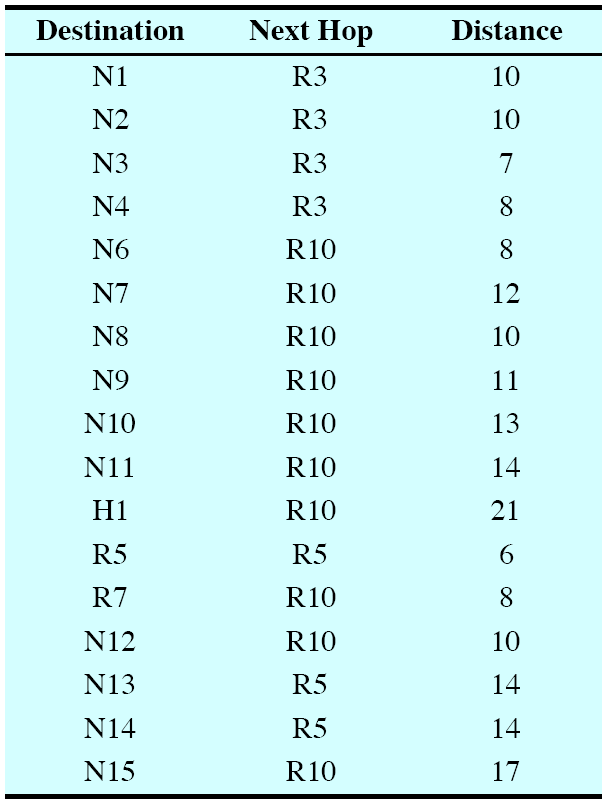 Destination Next Hop Distance
N1 R3 10
N2 R3 10
N3 R3 7
N4 R3 8
N6 R10 8
N7 R10 12
N8 R10 10
N9 R10 11
N10 R10 13
N11 R10 14
H1 R10 21
R5 R5 6
R7 R10 8
N12 R10 10
N13 R5 14
N14 R5 14
N15 R10 17